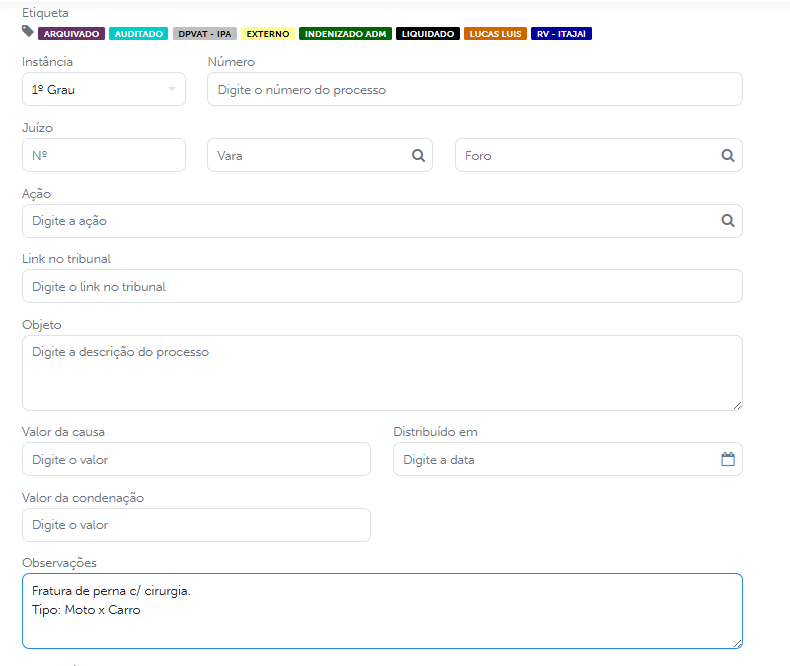 Etiqueta
ARQUIVADO AUDITADO DPVAT - IPA EXTERNO INDENIZADO ADM LIQUIDADO LUCAS LUIS RV - ITAJAÍ
Instância Número
1º Grau Digite o número do processo
Juízo
Nº Vara Foro
Ação
Digite a ação
Link no tribunal
Digite o link no tribunal
Objeto
Digite a descrição do processo
Valor da causa Distribuído em
Digite o valor Digite a data
Valor da condenação
Digite o valor
Observações
Fratura de perna c/ cirurgia.
Tipo: Moto x Carro